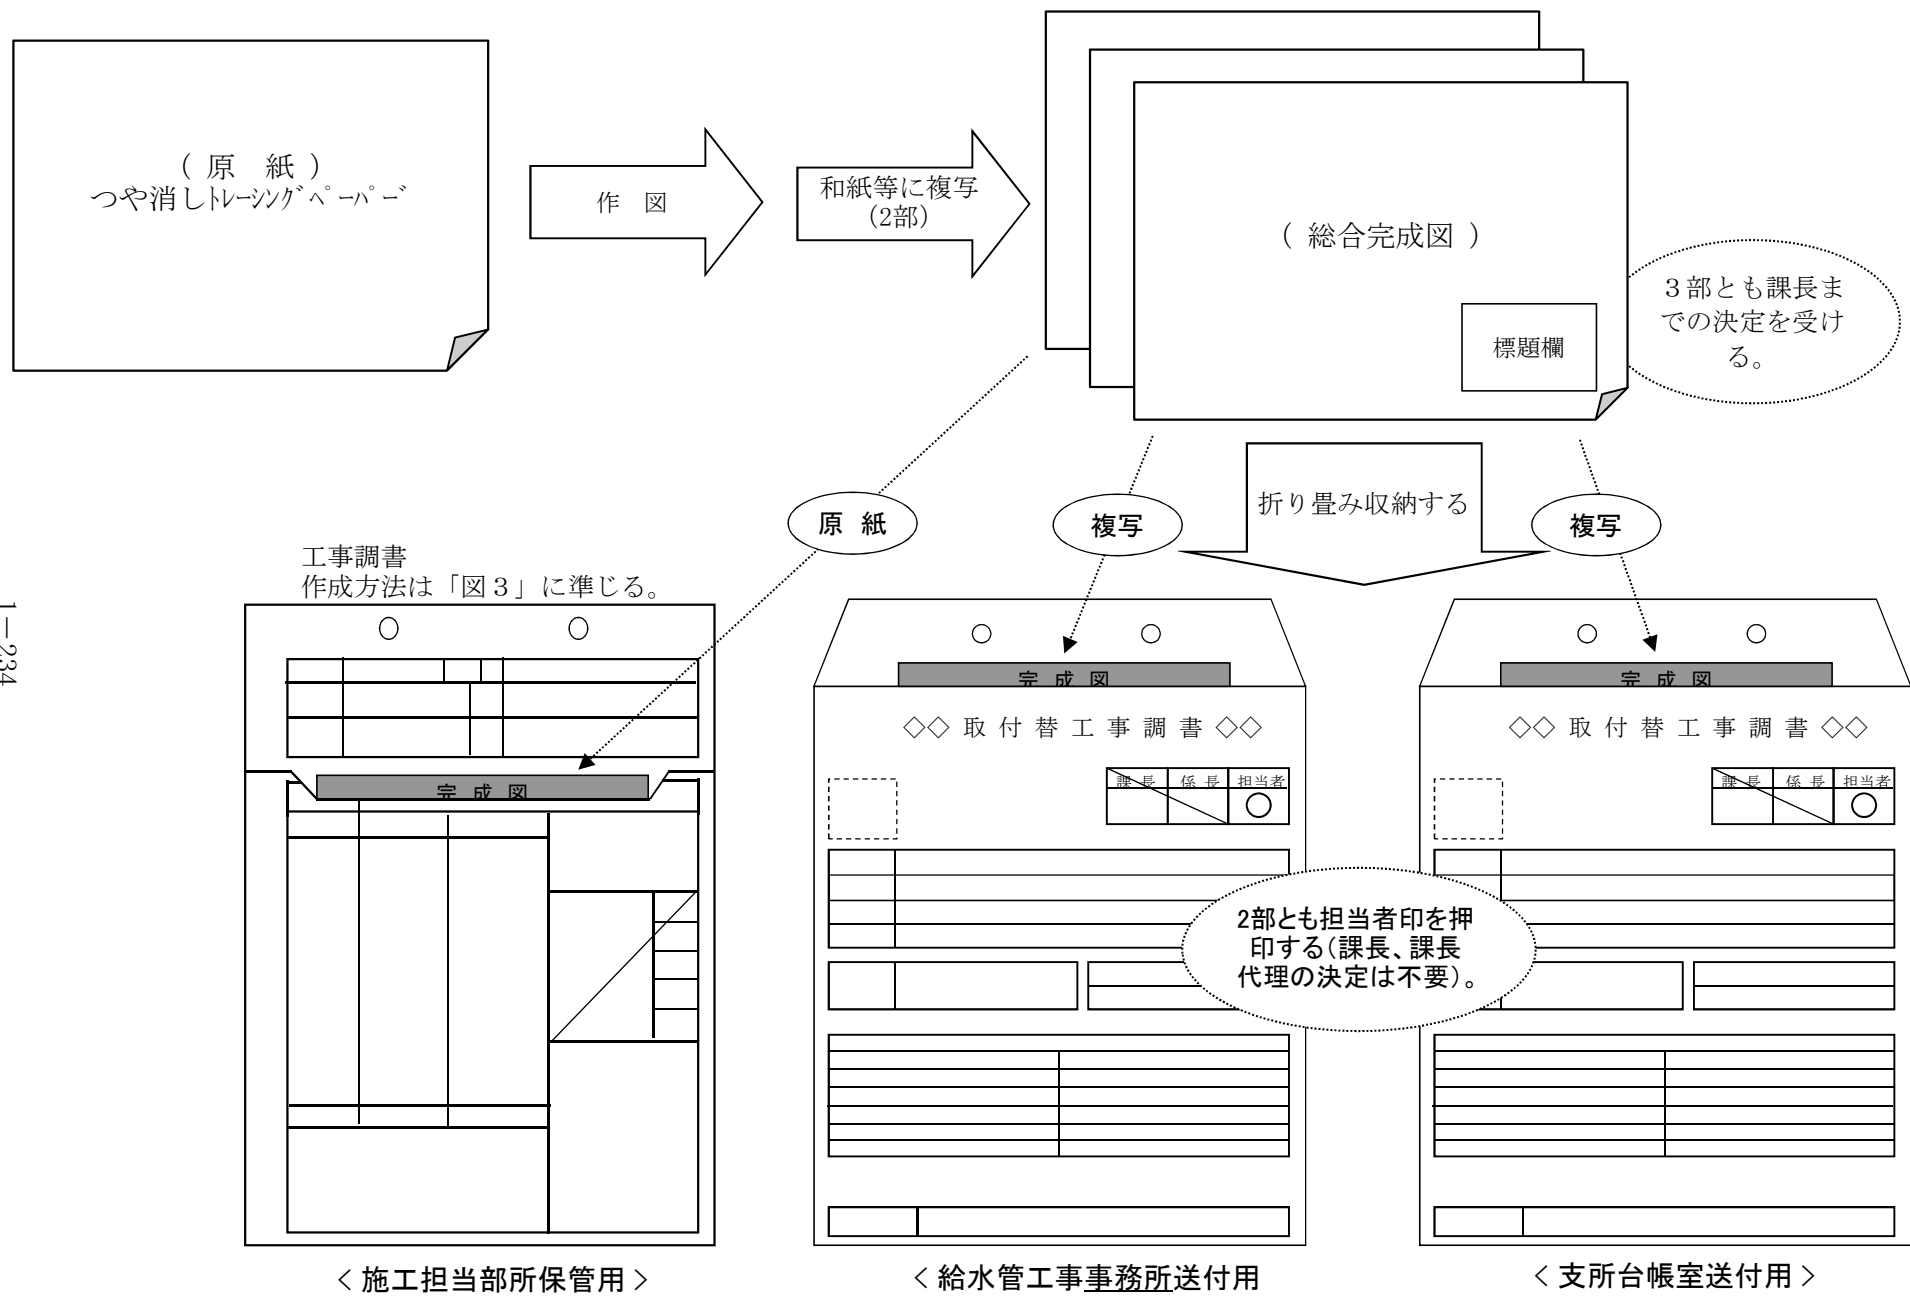 ( 原　紙 )
つや消しﾄﾚｰｼﾝｸﾞﾍﾟｰﾊﾟｰﾞ
作　図
和紙等に複写
(2部)
( 総合完成図 )
標題欄
３部とも課長ま
での決定を受け
る。
原 紙
複写
折り畳み収納する
複写
工事調書
作成方法は「図３」に準じる。
完 成 図
完 成 図
完 成 図
◇◇ 取 付 替 工 事 調 書 ◇◇
課 長 係 長 担当者
◇◇ 取 付 替 工 事 調 書 ◇◇
課 長 係 長 担当者
2部とも担当者印を押
印する(課長、課長
代理の決定は不要)。
＜施工担当部所保管用＞
＜給水管工事事務所送付用
＜支所台帳室送付用＞
1－234